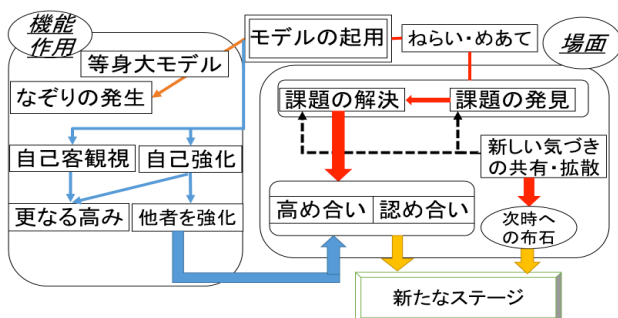 機能
作用
モデルの起用
ねらい・めあて
場面
等身大モデル
なぞりの発生
課題の解決
課題の発見
自己客観視
自己強化
新しい気づき
の共有・拡散
更なる高み
他者を強化
高め合い
認め合い
次時へ
の布石
新たなステージ